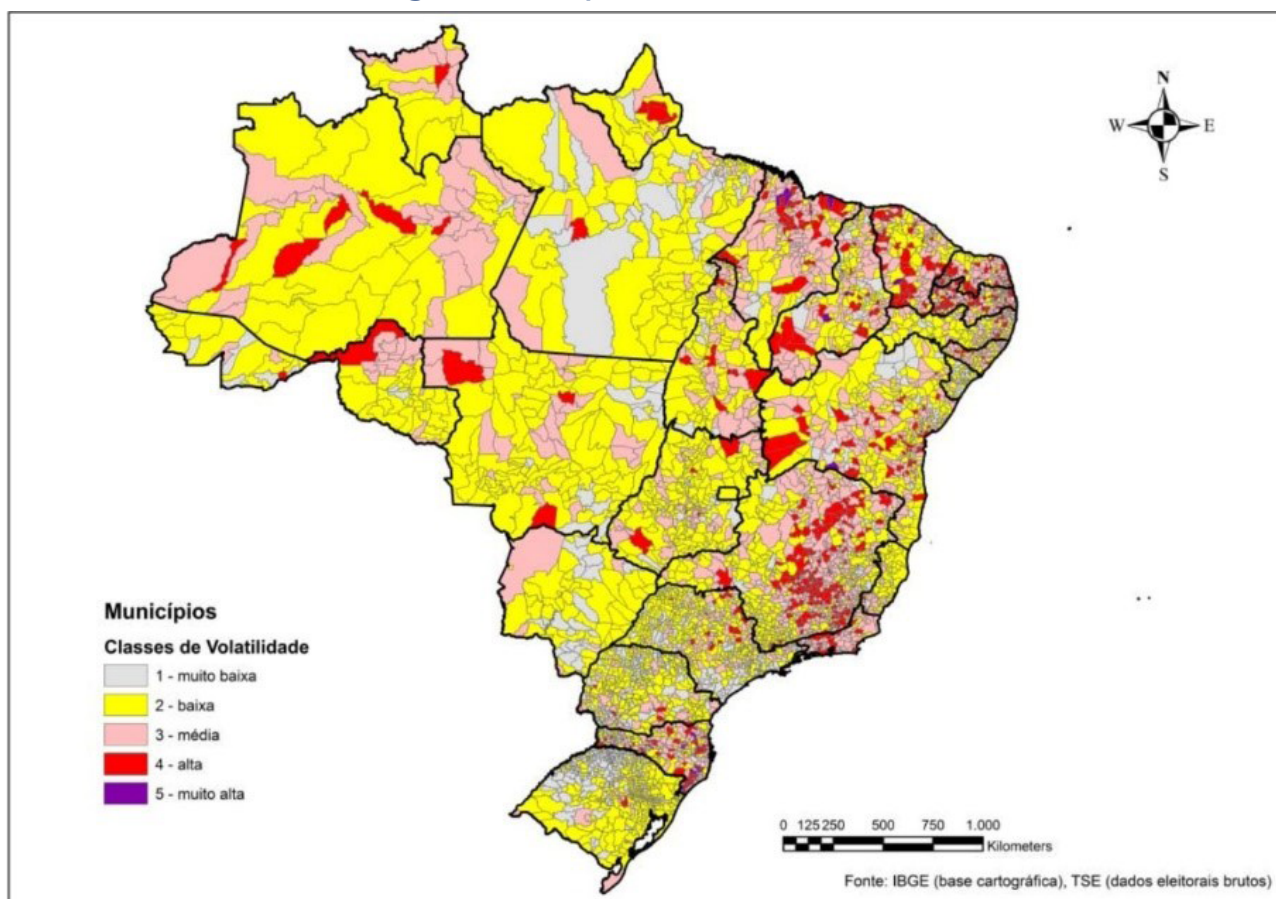 N
W E
S
Municípios
Classes de Volatilidade
1 - muito baixa
2 - baixa
3 - média
4 - alta
5 - muito alta
0 125 250 500 750 1.000
Kilometers
Fonte: IBGE (base cartográfica), TSE (dados eleitorais brutos)